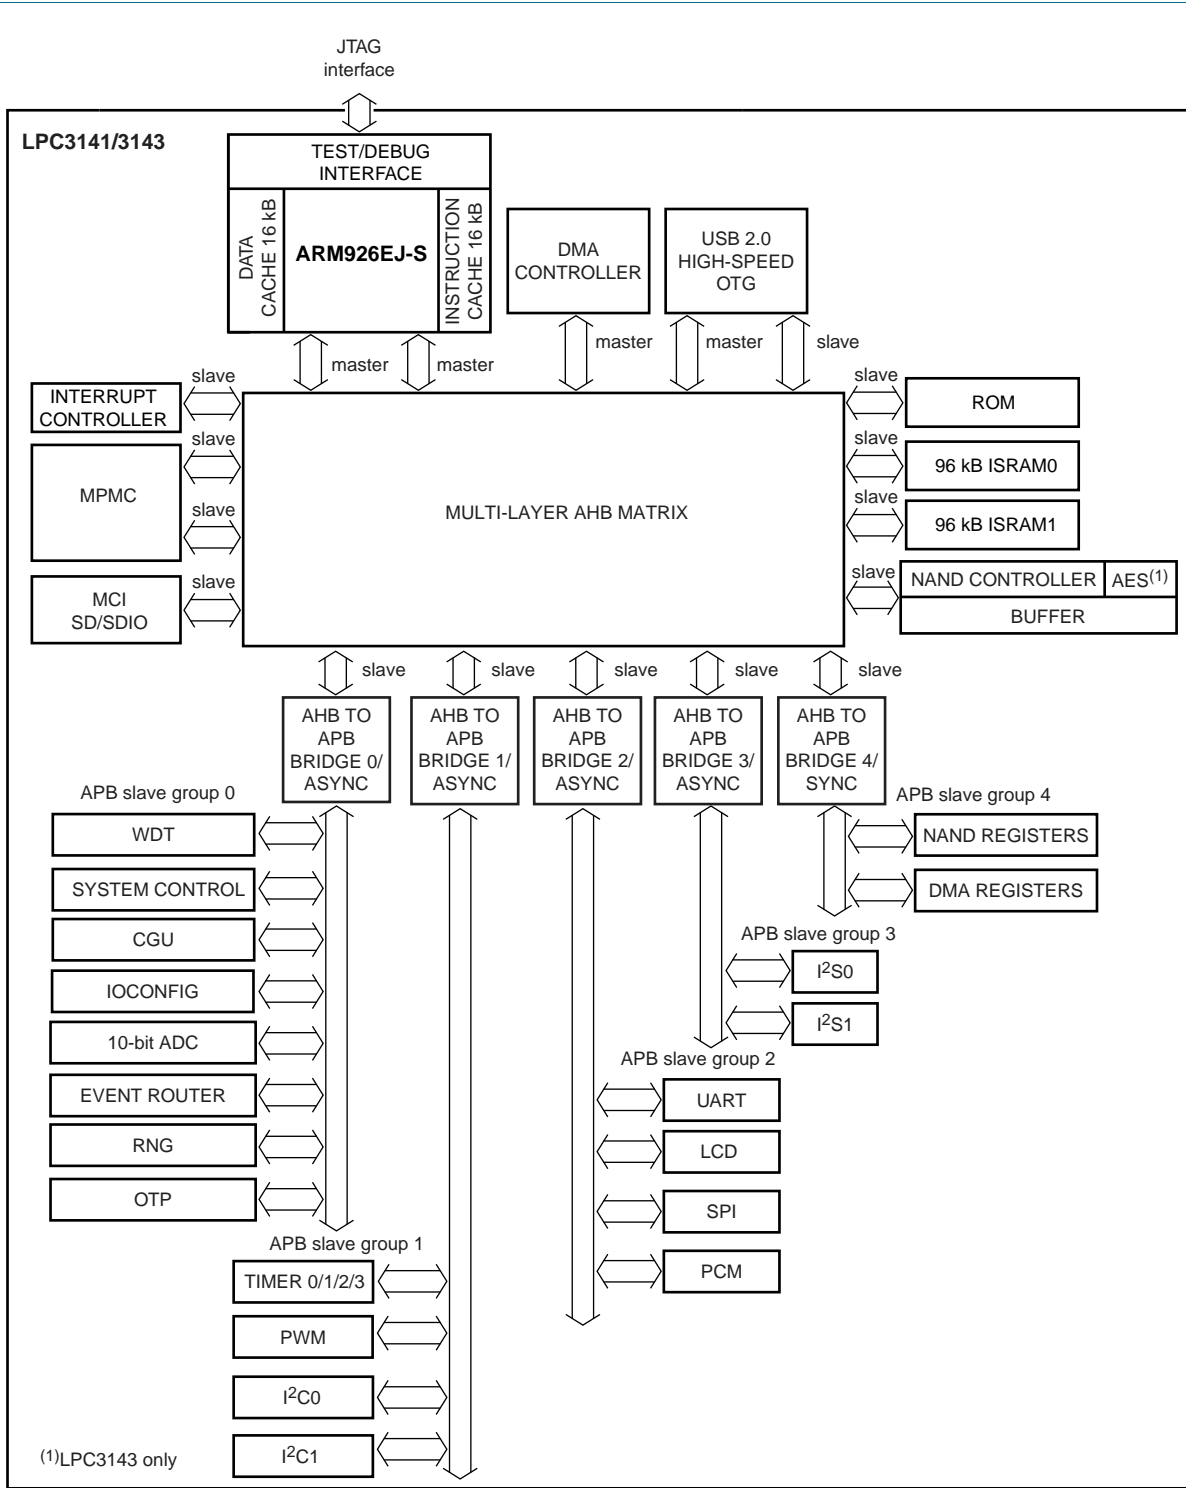 JTAG
interface
LPC3141/3143
TEST/DEBUG
INTERFACE
DATA
CACHE 16 kB
ARM926EJ-S
INSTRUCTION
CACHE 16 kB
DMA
CONTROLLER
USB 2.0
HIGH-SPEED
OTG
master
master
master
master
slave
slave
INTERRUPT
CONTROLLER
slave
MPMC
slave
slave
MCI
SD/SDIO
MULTI-LAYER AHB MATRIX
slave
ROM
slave
96 kB ISRAM0
slave
96 kB ISRAM1
slave
NAND CONTROLLER
AES(1)
BUFFER
slave
slave
slave
slave
slave
AHB TO
APB
BRIDGE 0/
ASYNC
AHB TO
APB
BRIDGE 1/
ASYNC
AHB TO
APB
BRIDGE 2/
ASYNC
AHB TO
APB
BRIDGE 3/
ASYNC
AHB TO
APB
BRIDGE 4/
SYNC
APB slave group 0
WDT
SYSTEM CONTROL
CGU
IOCONFIG
10-bit ADC
EVENT ROUTER
RNG
OTP
APB slave group 4
NAND REGISTERS
DMA REGISTERS
APB slave group 3
I2S0
I2S1
APB slave group 2
UART
LCD
SPI
PCM
APB slave group 1
TIMER 0/1/2/3
PWM
I2C0
I2C1
(1)LPC3143 only